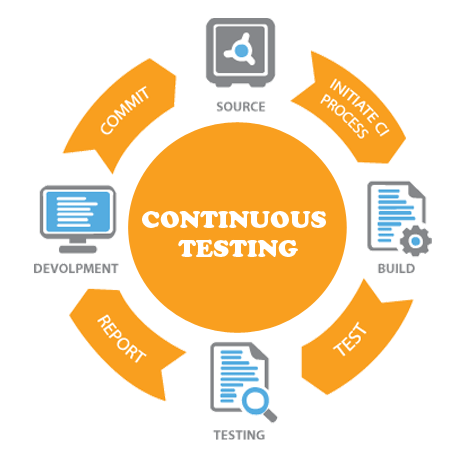 SOURCE
INITIATE CI
PROCESS
BUILD
TEST
TESTING
REPORT
DEVOLPMENT
COMMIT
CONTINUOUS
TESTING